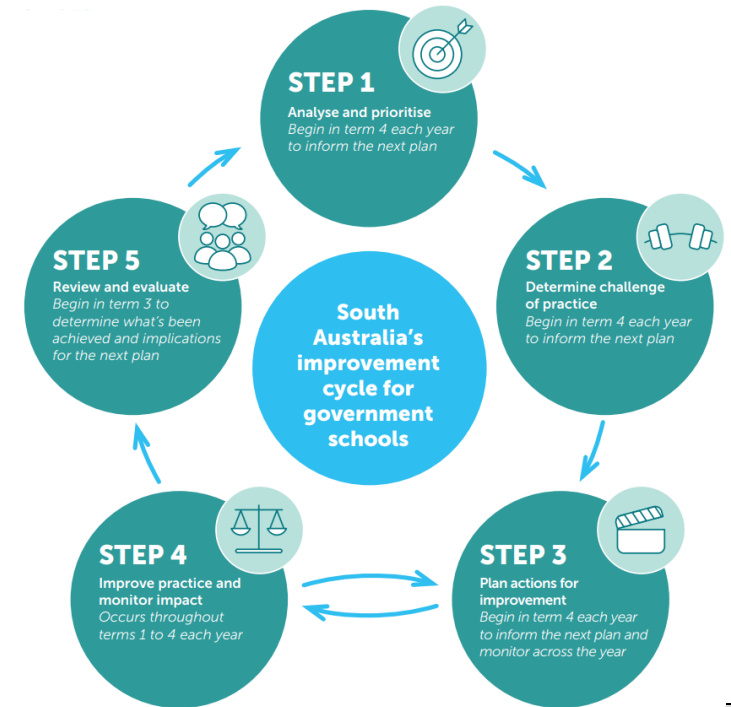 STEP 1
Analyse and prioritise
Begin in term 4 each year
to inform the next plan
STEP 2
Determine challenge
of practice
Begin in term 4 each year
to inform the next plan
STEP 3
Plan actions for
improvement
Begin in term 4 each year
to inform the next plan and
monitor across the year
STEP 4
Improve practice and
monitor impact
Occurs throughout
terms 1 to 4 each year
STEP 5
Review and evaluate
Begin in term 3 to
determine what’s been
achieved and implications
for the next plan
South
Australia’s
improvement
cycle for
government
schools